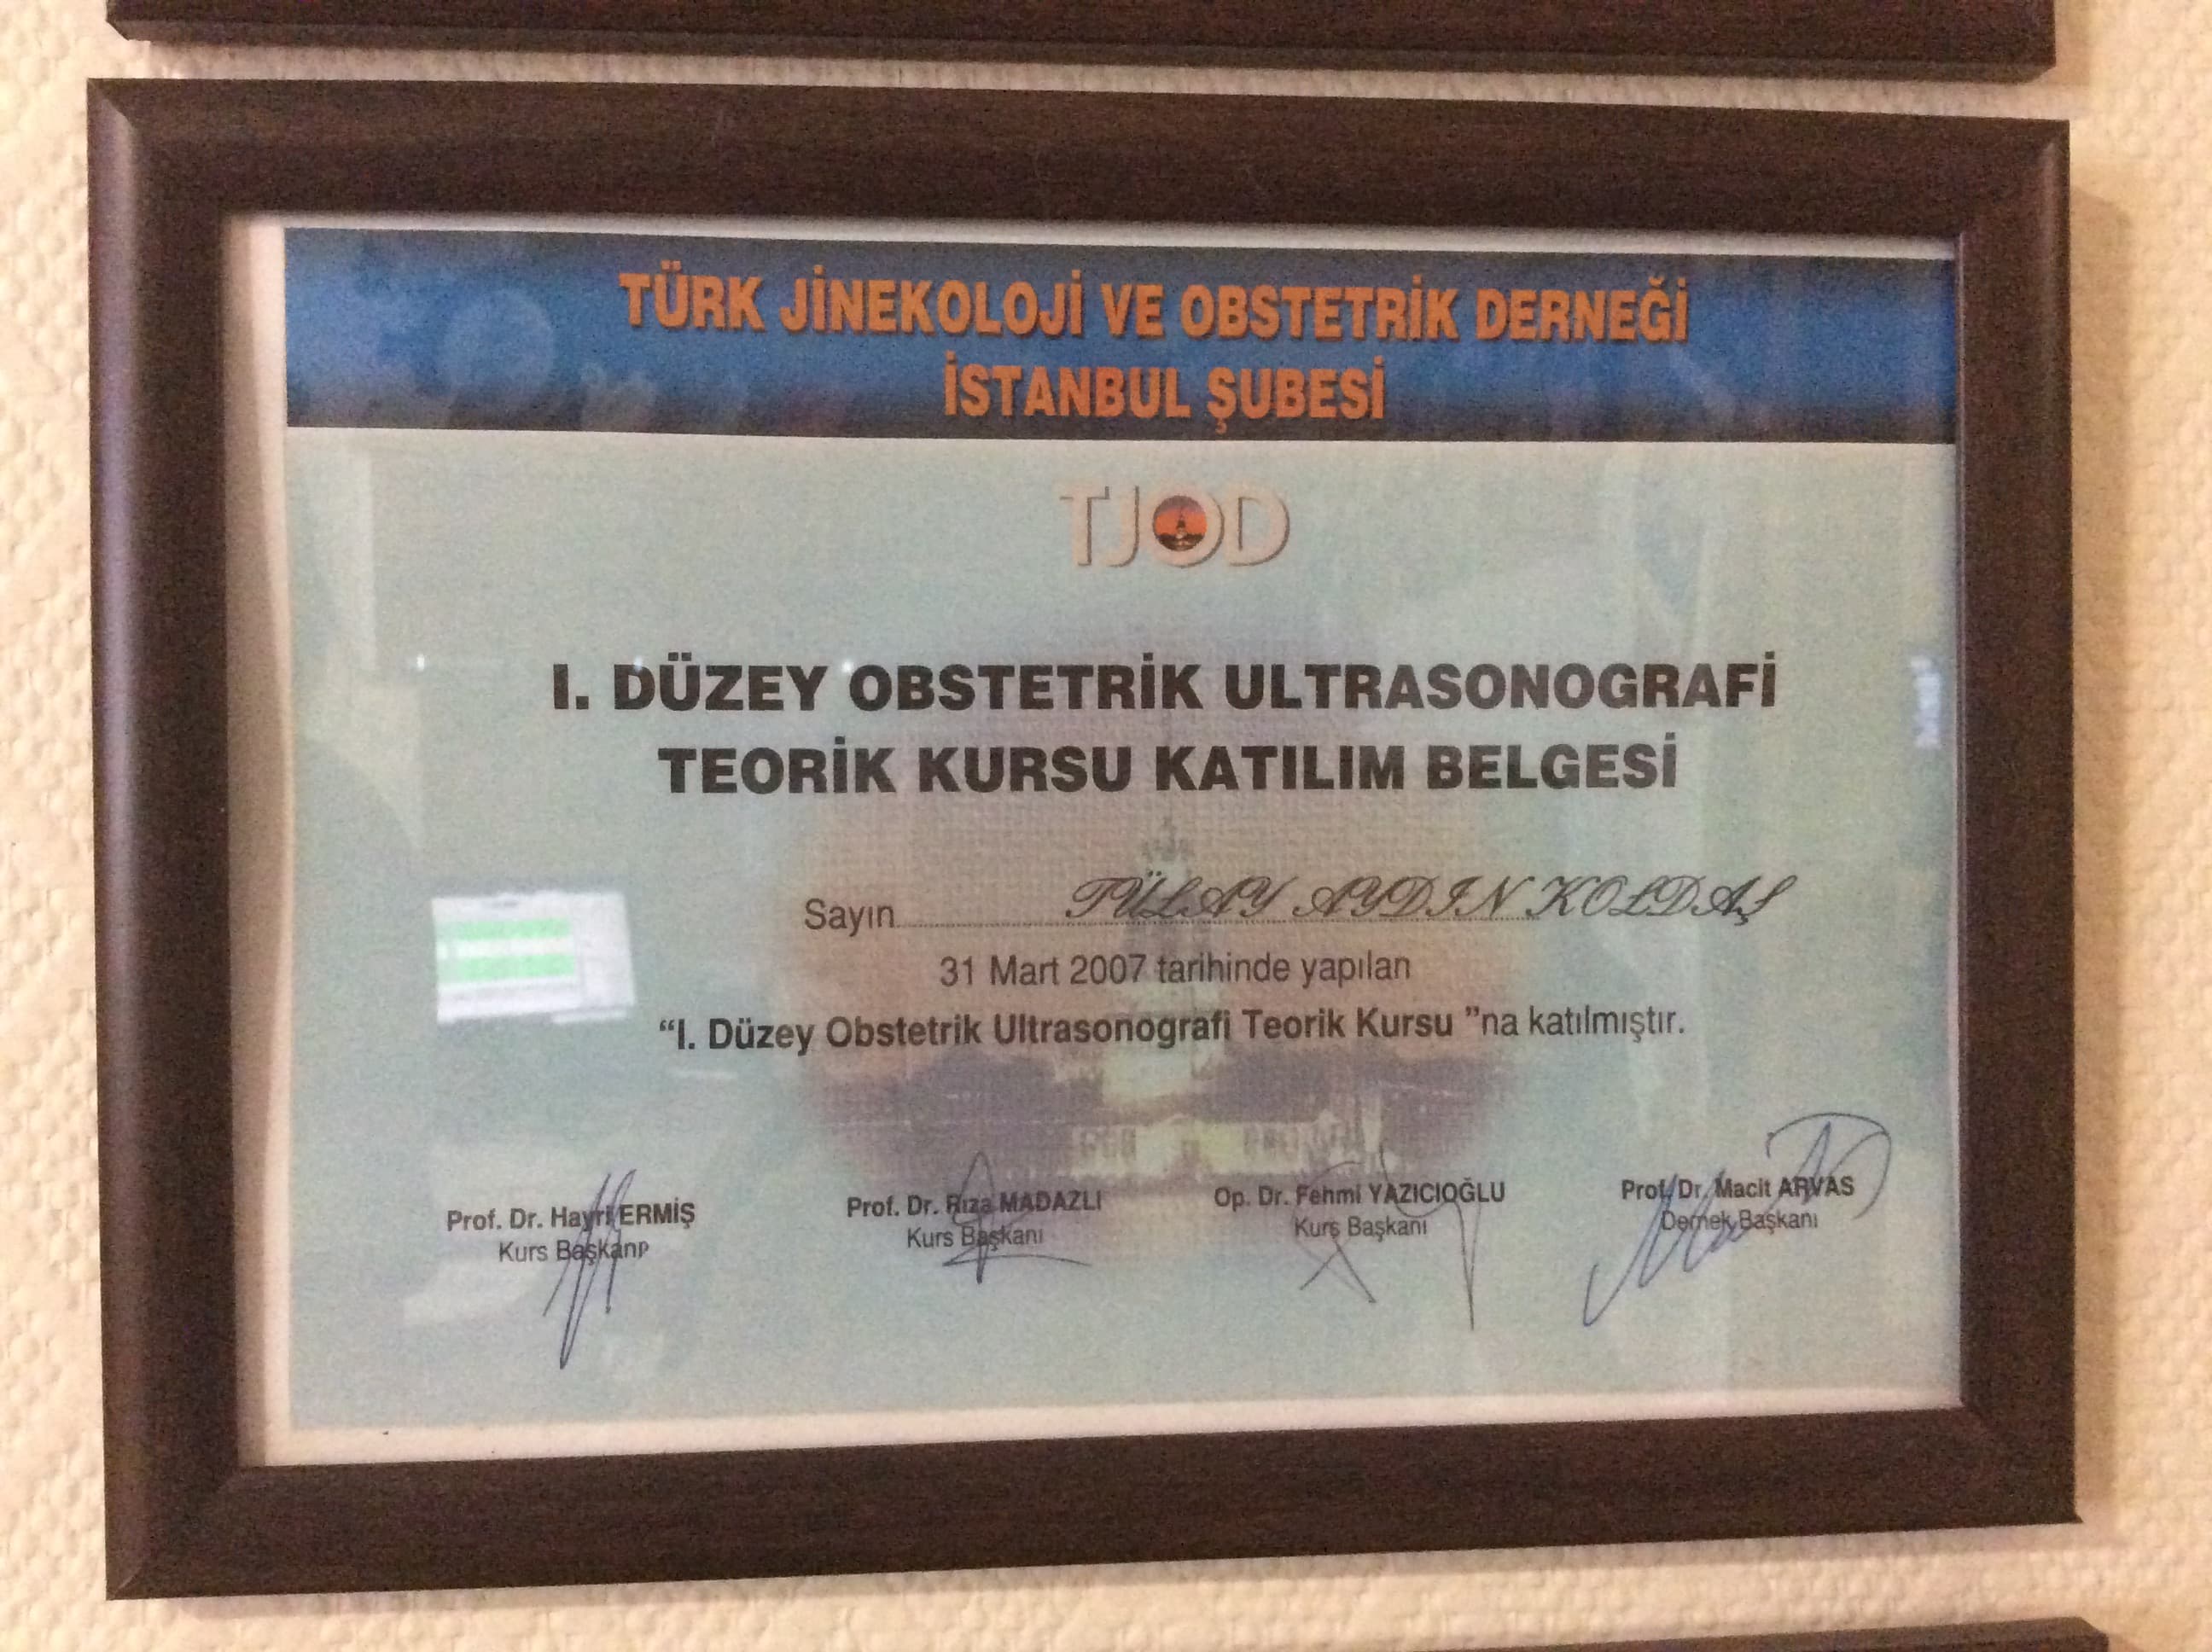 TÜRK JİNEKOLOJİ VE OBSTETRİK DERNEĞİ
İSTANBUL ŞUBESİ
TJOD
I. DÜZEY OBSTETRİK ULTRASONOGRAFİ
TEORİK KURSU KATILIM BELGESİ
Sayın TÜLAY AYDIN KOLDAŞ
31 Mart 2007 tarihinde yapılan
“I. Düzey Obstetrik Ultrasonografi Teorik Kursu ”na katılmıştır.
Prof. Dr. Hayri ERMİŞ
Kurs Başkanı
Prof. Dr. Rıza MADAZLI
Kurs Başkanı
Op. Dr. Fehmi YAZICIOĞLU
Kurs Başkanı
Prof. Dr. Macit ARVAS
Dernek Başkanı